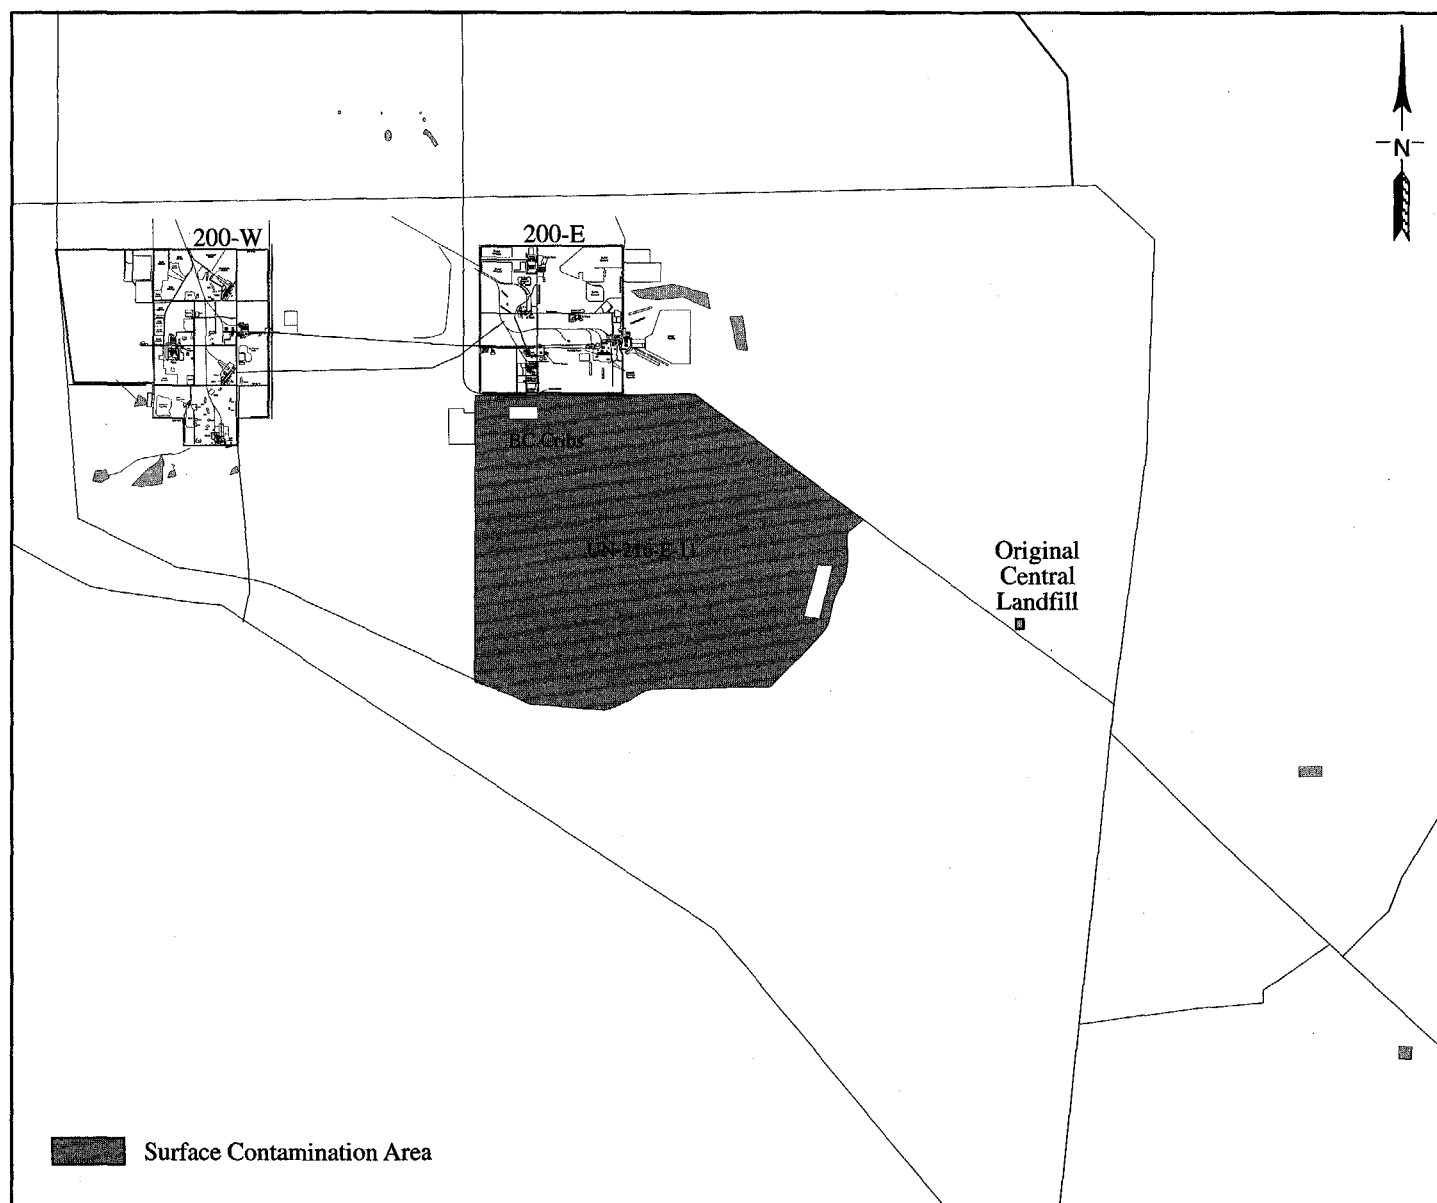 N
200-W
200-E
BC Cribs
UN-216-E-11
Original
Central
Landfill
Surface Contamination Area